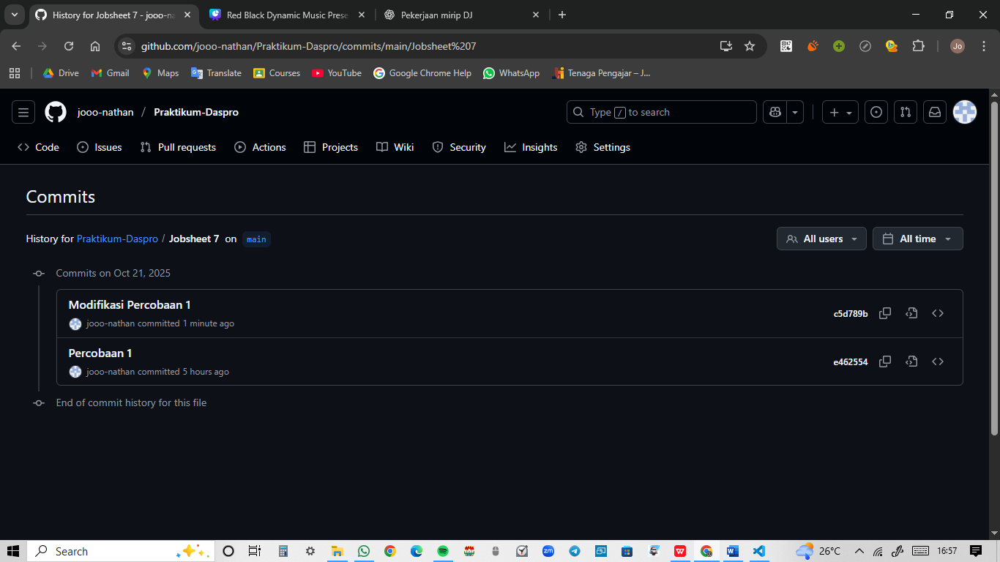 History for Jobsheet 7 - jooo-na
Red Black Dynamic Music Prese
Pekerjaan mirip DJ
github.com/jooo-nathan/Praktikum-Daspro/commits/main/Jobsheet%207
Jo
Drive
Gmail
Maps
Translate
Courses
YouTube
Google Chrome Help
WhatsApp
Tenaga Pengajar – J...
jooo-nathan / Praktikum-Daspro
Type / to search
Code
Issues
Pull requests
Actions
Projects
Wiki
Security
Insights
Settings
Commits
History for Praktikum-Daspro / Jobsheet 7 on main
All users
All time
Commits on Oct 21, 2025
Modifikasi Percobaan 1
jooo-nathan committed 1 minute ago
c5d789b
Percobaan 1
jooo-nathan committed 5 hours ago
e462554
End of commit history for this file
Search
zm
W
W
26°C
16:57